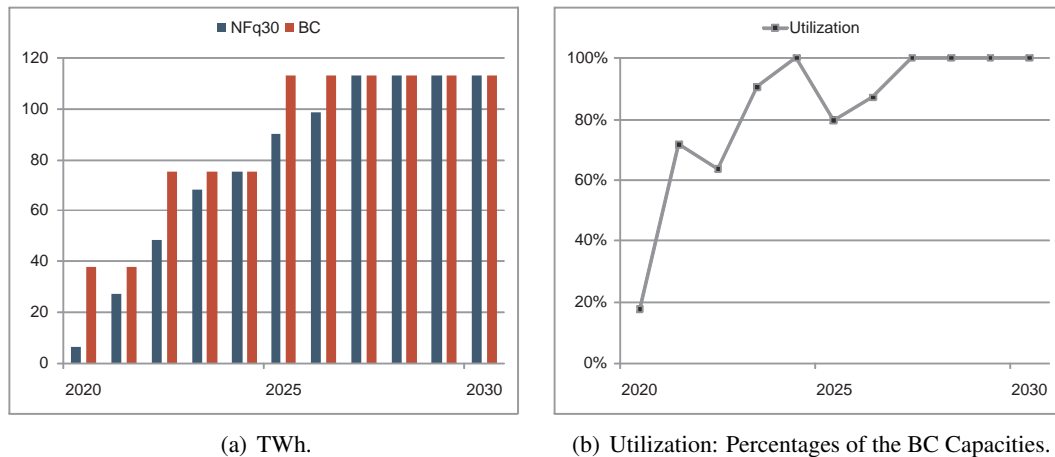 NFq30 BC
120
100
80
60
40
20
0
2020 2025 2030
(a) TWh.
Utilization
100%
80%
60%
40%
20%
0%
2020 2025 2030
(b) Utilization: Percentages of the BC Capacities.